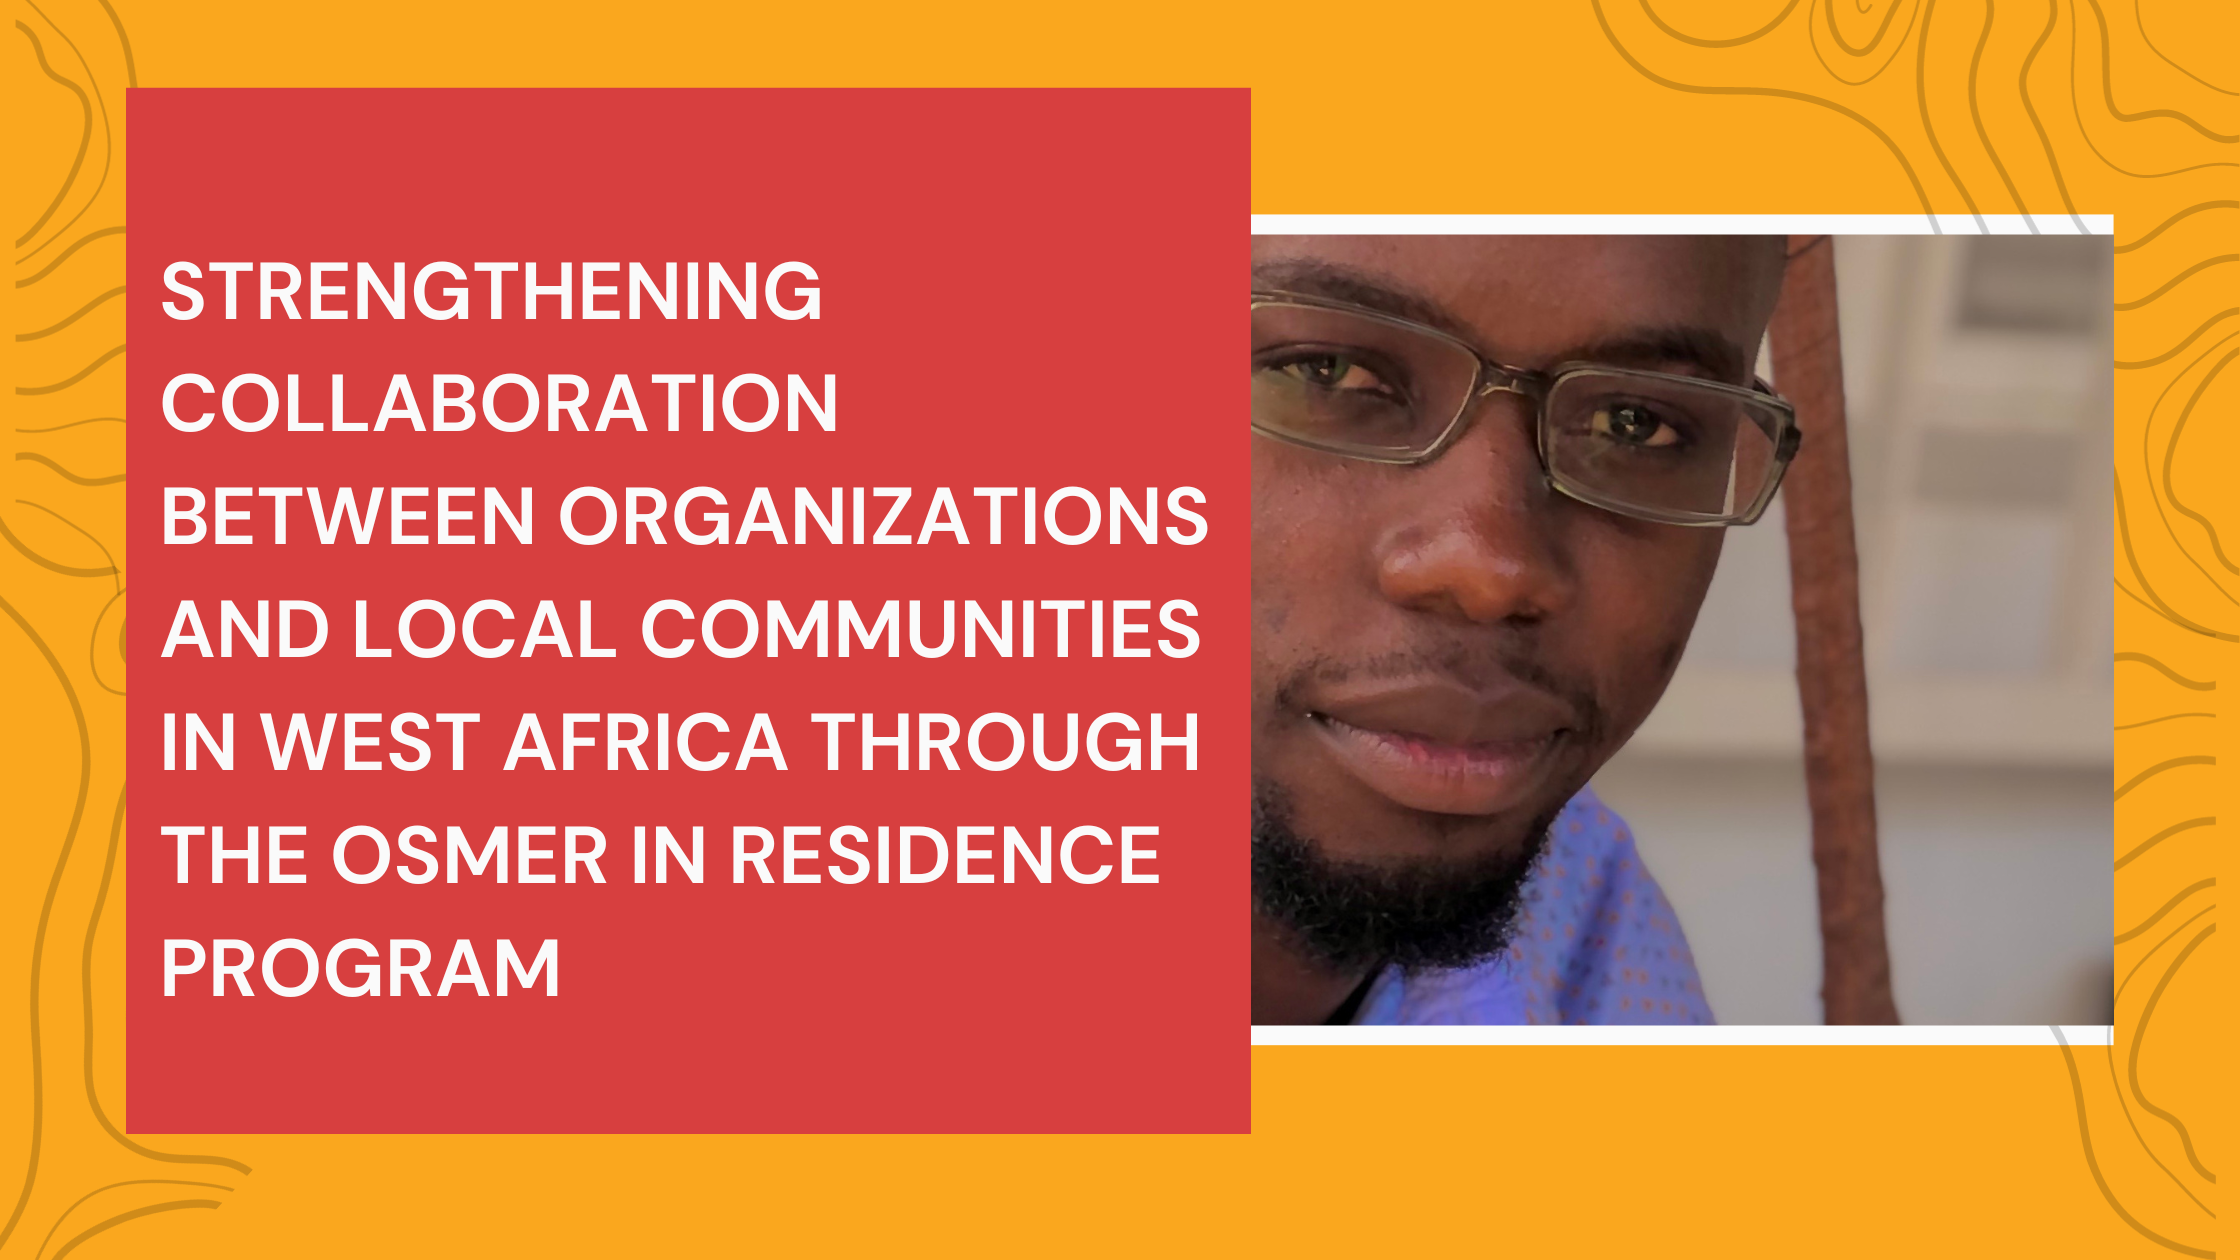 STRENGTHENING
COLLABORATION
BETWEEN ORGANIZATIONS
AND LOCAL COMMUNITIES
IN WEST AFRICA THROUGH
THE OSMER IN RESIDENCE
PROGRAM